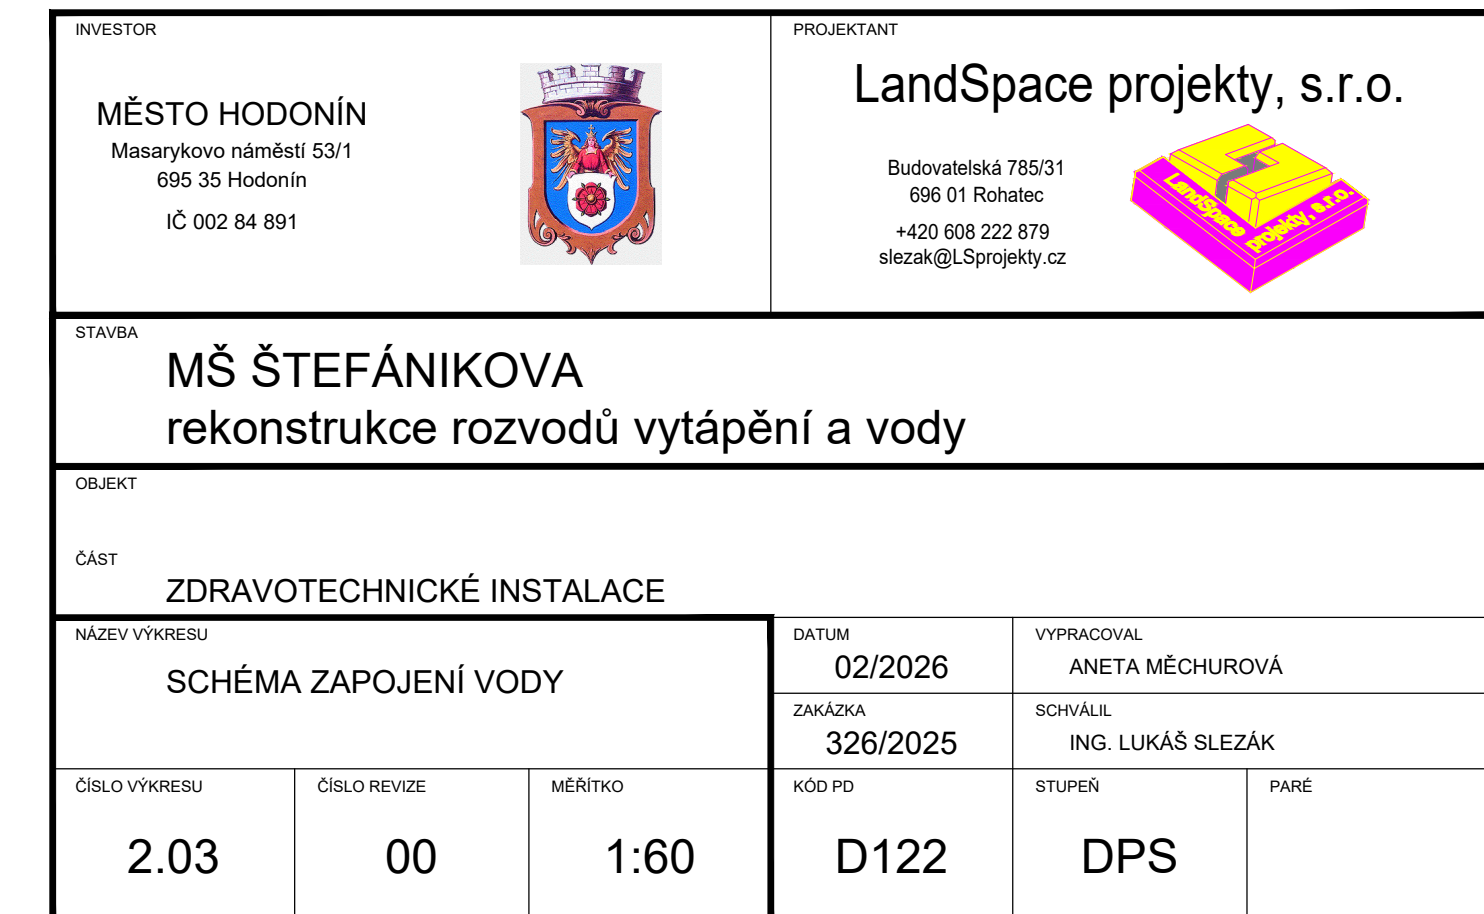 INVESTOR
MĚSTO HODONÍN
Masarykovo náměstí 53/1
695 35 Hodonín
IČ 002 84 891
PROJEKTANT
LandSpace projekty, s.r.o.
Budovatelská 785/31
696 01 Rohatec
+420 608 222 879
slezak@LSprojekty.cz
LandSpace
projekty, s.r.o.
STAVBA
MŠ ŠTEFÁNIKOVA
rekonstrukce rozvodů vytápění a vody
OBJEKT
ČÁST
ZDRAVOTECHNICKÉ INSTALACE
NÁZEV VÝKRESU
SCHÉMA ZAPOJENÍ VODY
DATUM
02/2026
VYPRACOVAL
ANETA MĚCHUROVÁ
ZAKÁZKA
326/2025
SCHVÁLIL
ING. LUKÁŠ SLEZÁK
ČÍSLO VÝKRESU
2.03
ČÍSLO REVIZE
00
MĚŘÍTKO
1:60
KÓD PD
D122
STUPEŇ
DPS
PARÉ